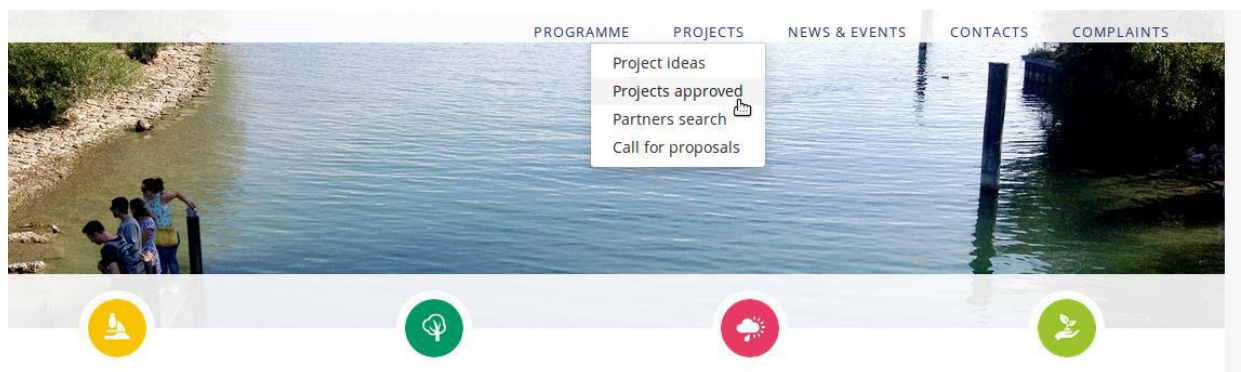 PROGRAMME PROJECTS NEWS & EVENTS CONTACTS COMPLAINTS
Project ideas
Projects approved
Partners search
Call for proposals